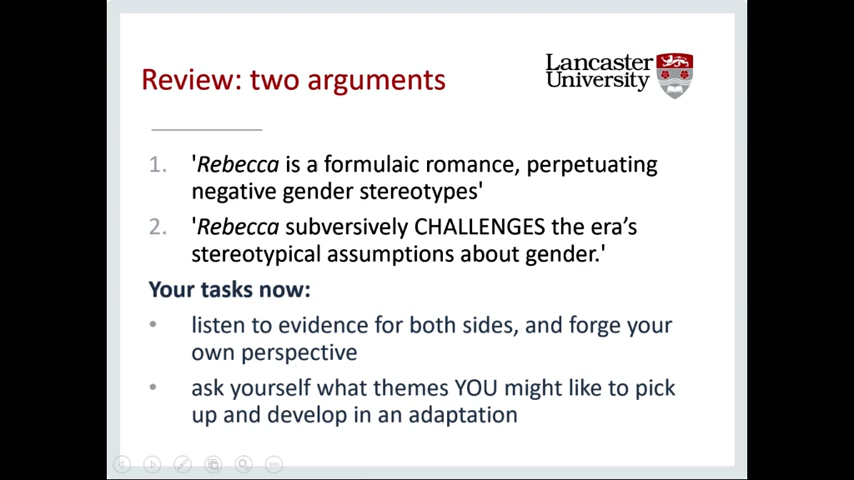 Review: two arguments
Lancaster
University
1. 'Rebecca is a formulaic romance, perpetuating
negative gender stereotypes'
2. 'Rebecca subversively CHALLENGES the era’s
stereotypical assumptions about gender.'
Your tasks now:
• listen to evidence for both sides, and forge your
own perspective
• ask yourself what themes YOU might like to pick
up and develop in an adaptation